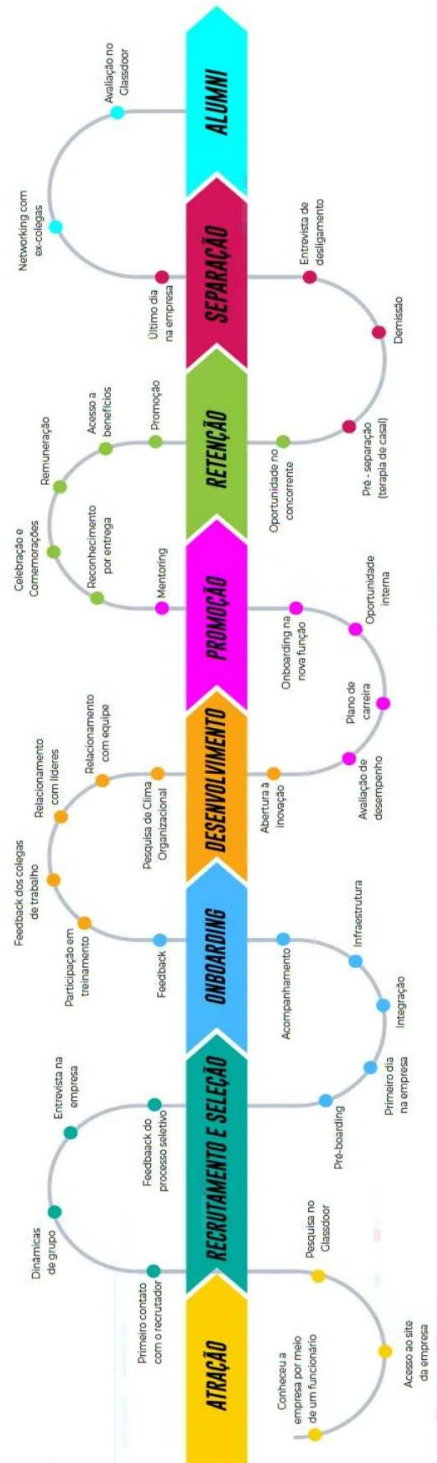 ATRAÇÃO
Conheceu a
empresa por meio
de um funcionário
Acesso ao site
da empresa
Pesquisa no
Glassdoor
RECRUTAMENTO E SELEÇÃO
Primeiro contato
com o recrutador
Dinâmicas
de grupo
Entrevista na
empresa
Feedbaack do
processo seletivo
ONBOARDING
Pré-boarding
Primeiro dia
na empresa
Integração
Infraestrutura
Acompanhamento
Feedback
DESENVOLVIMENTO
Participação em
treinamento
Feedback dos colegas
de trabalho
Relacionamento
com líderes
Relacionamento
com equipe
Pesquisa de Clima
Organizacional
Abertura à
inovação
PROMOÇÃO
Avaliação de
desempenho
Plano de
carreira
Oportunidade
interna
Onboarding na
nova função
Mentoring
RETENÇÃO
Reconhecimento
por entrega
Celebração e
Comemorações
Remuneração
Acesso a
benefícios
Promoção
Oportunidade no
concorrente
SEPARAÇÃO
Pré - separação
(terapia de casal)
Demissão
Entrevista de
desligamento
Último dia
na empresa
ALUMNI
Networking com
ex-colegas
Avaliação no
Glassdoor